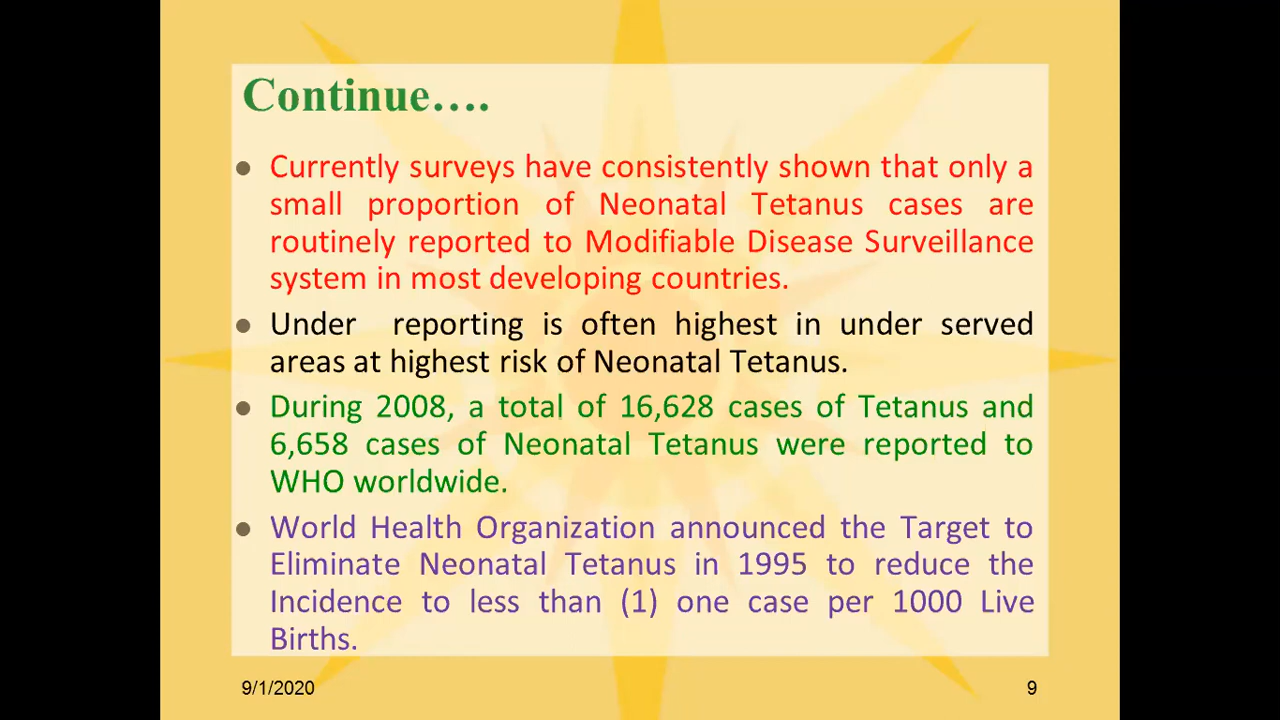 Continue....
● Currently surveys have consistently shown that only a
small proportion of Neonatal Tetanus cases are
routinely reported to Modifiable Disease Surveillance
system in most developing countries.
● Under reporting is often highest in under served
areas at highest risk of Neonatal Tetanus.
● During 2008, a total of 16,628 cases of Tetanus and
6,658 cases of Neonatal Tetanus were reported to
WHO worldwide.
● World Health Organization announced the Target to
Eliminate Neonatal Tetanus in 1995 to reduce the
Incidence to less than (1) one case per 1000 Live
Births.
9/1/2020 9